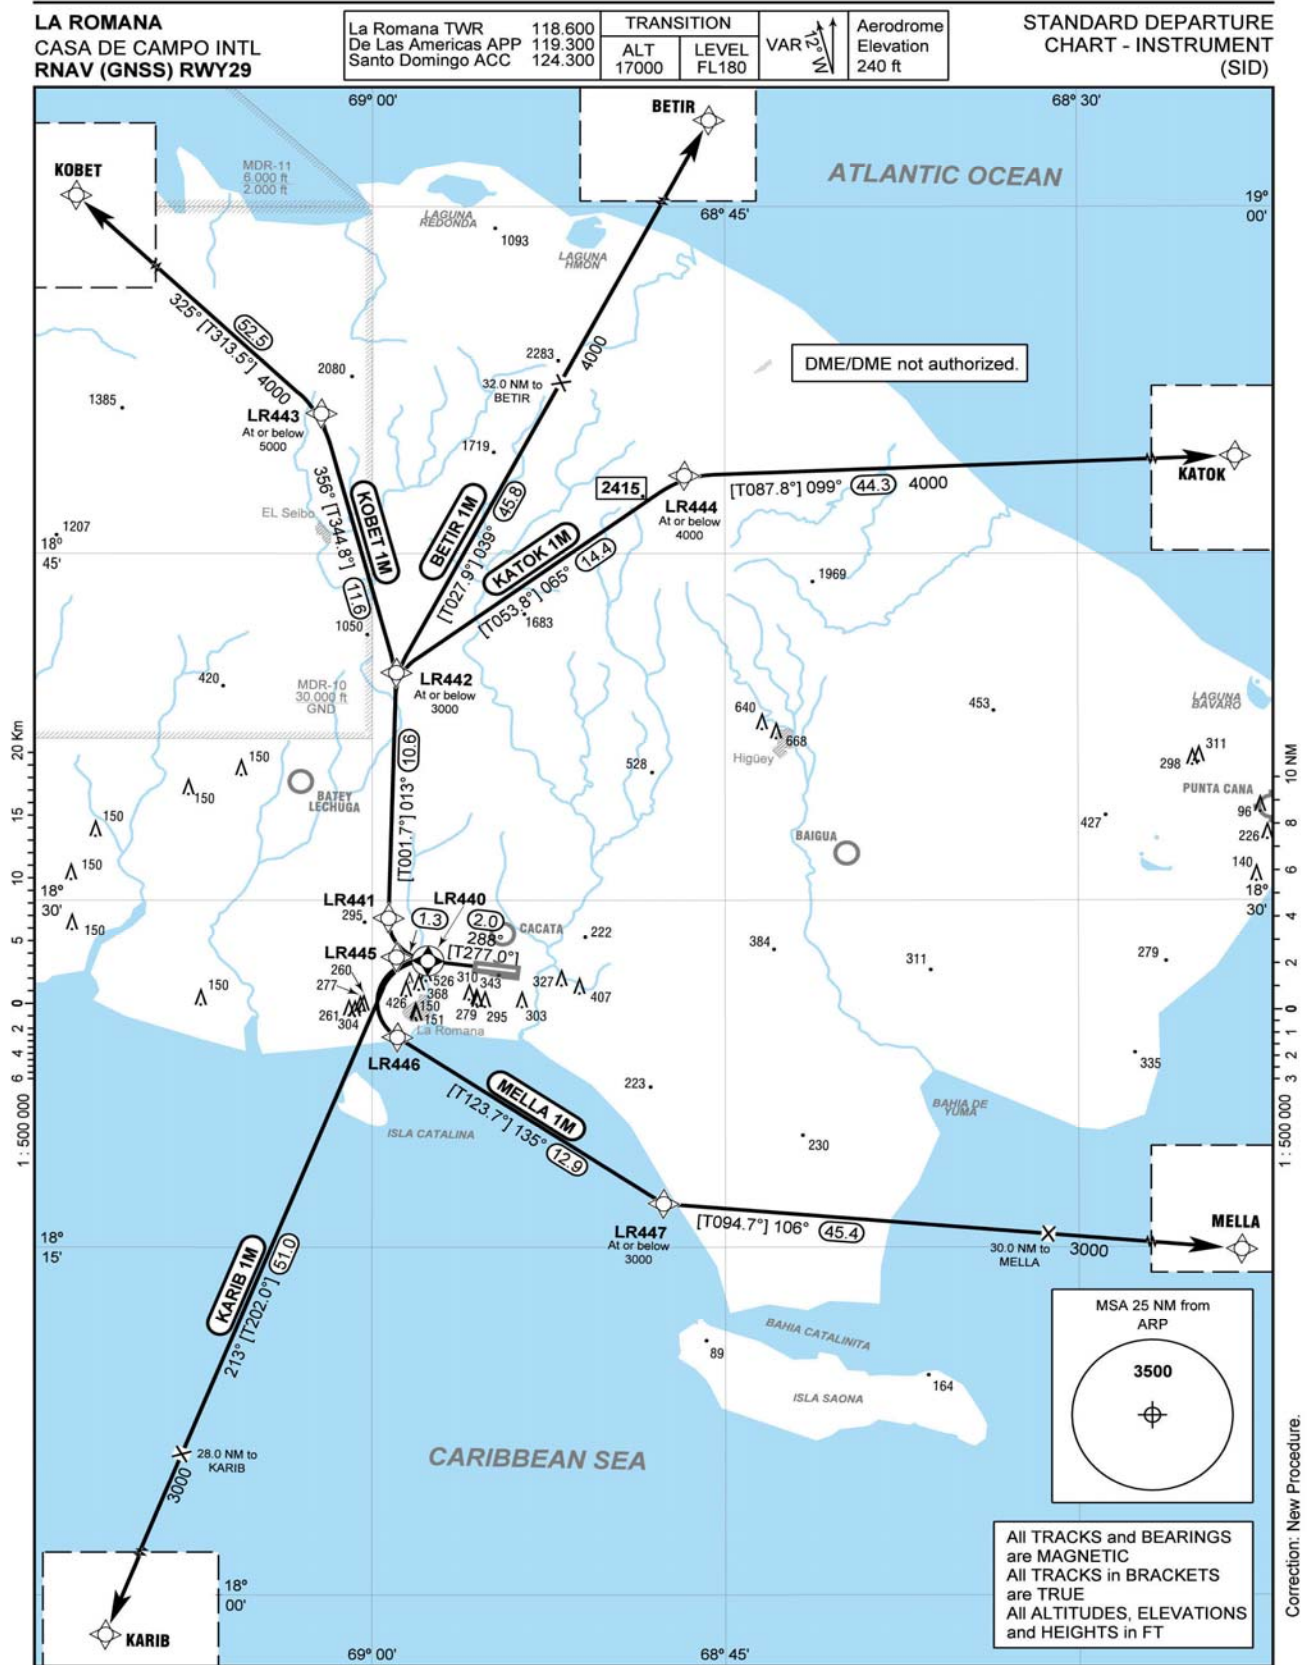 LA ROMANA
CASA DE CAMPO INTL
RNAV (GNSS) RWY29
La Romana TWR 118.600
De Las Americas APP 119.300
Santo Domingo ACC 124.300
TRANSITION
ALT
17000
LEVEL
FL180
VAR 12° W
Aerodrome
Elevation
240 ft
STANDARD DEPARTURE
CHART - INSTRUMENT
(SID)
69° 00'
BETIR
68° 30'
KOBET
MDR-11
6.000 ft
2.000 ft
ATLANTIC OCEAN
68° 45'
19°
00'
LAGUNA
REDONDA
1093
LAGUNA
HMON
325° [T313.5°] 4000
52.5
2080
2283
4000
DME/DME not authorized.
32.0 NM to
BETIR
1385
LR443
At or below
5000
1719
KATOK
2415
[T087.8°] 099° 44.3 4000
LR444
At or below
4000
EL Seibo
356° [T344.8°] 11.6
KOBET 1M
BETIR 1M
[T027.9°] 039° 45.8
KATOK 1M
[T053.8°] 065° 14.4
1207
18°
45'
1969
1683
1050
LR442
At or below
3000
420
MDR-10
30.000 ft
GND
LAGUNA
BAVARO
453
640
668
Higüey
311
298
528
[T001.7°] 013° 10.6
150
150
BATEY
LECHUGA
PUNTA CANA
96
226
140
150
427
BAIGUA
150
18°
30'
18°
30'
LR441
LR440
295
1.3
2.0
288°
[T277.0°]
CACATA
150
222
384
LR445
260
277
261
304
526
368
426
150
151
310
343
279
295
303
327
407
311
279
150
La Romana
LR446
335
223
MELLA 1M
[T123.7°] 135° 12.9
ISLA CATALINA
BAHIA DE
YUMA
230
LR447
At or below
3000
[T094.7°] 106° 45.4
MELLA
30.0 NM to
MELLA
3000
18°
15'
KARIB 1M
213° [T202.0°] 51.0
MSA 25 NM from
ARP
3500
BAHIA CATALINITA
89
164
ISLA SAONA
28.0 NM to
KARIB
3000
CARIBBEAN SEA
All TRACKS and BEARINGS
are MAGNETIC
All TRACKS in BRACKETS
are TRUE
All ALTITUDES, ELEVATIONS
and HEIGHTS in FT
18°
00'
KARIB
69° 00'
68° 45'
20 Km
15
10
5
0
2
4
6
1 : 500 000
10 NM
8
6
4
2
0
1
2
3
1 : 500 000
Correction: New Procedure.